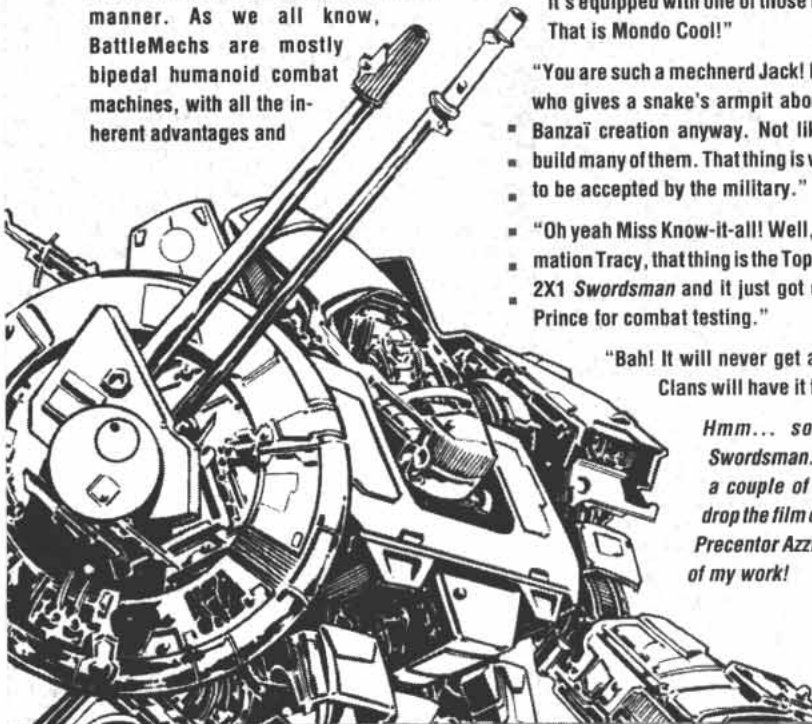 manner. As we all know,
BattleMechs are mostly
bipedal humanoid combat
machines, with all the in-
herent advantages and
It's equipped with one of those
That is Mondo Cool!"
"You are such a mechnerd Jack!
who gives a snake's armpit
Banzaï creation anyway. Not
build many of them. That thing is
to be accepted by the military."
"Oh yeah Miss Know-it-all! Well,
mation Tracy, that thing is the Top
2X1 Swordsman and it just got
Prince for combat testing."
"Bah! It will never get
Clans will have it
Hmm...
Swordsman.
a couple of
drop the film
Precentor
of my work!